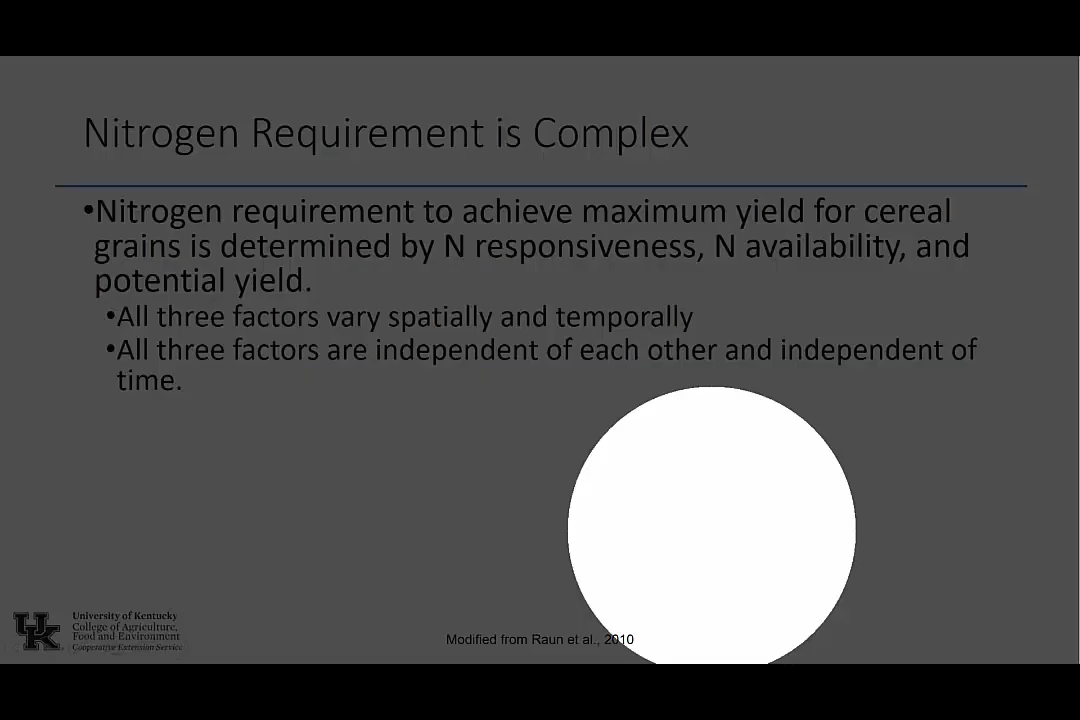 Nitrogen Requirement is Complex
•Nitrogen requirement to achieve maximum yield for cereal
grains is determined by N responsiveness, N availability, and
potential yield.
•All three factors vary spatially and temporally
•All three factors are independent of each other and independent of
time.
UK
University of Kentucky
College of Agriculture,
Food and Environment
Cooperative Extension Service
Modified from Raun et al., 2010